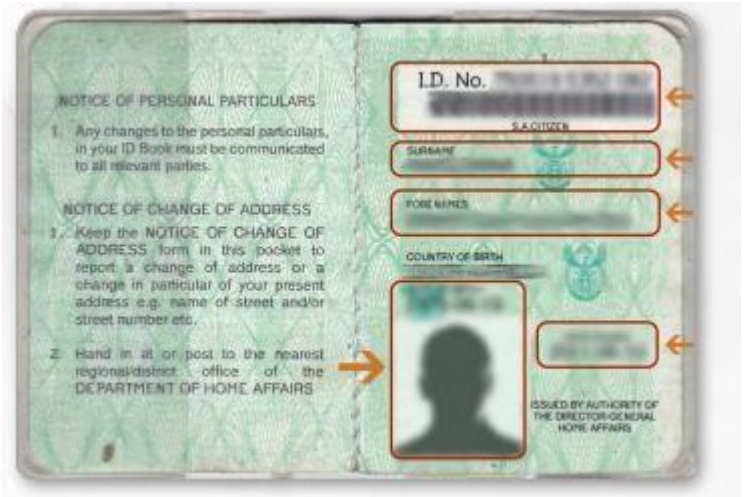 NOTICE OF PERSONAL PARTICULARS
1. Any changes to the personal particulars,
in your ID Book must be communicated
to all relevant parties.
NOTICE OF CHANGE OF ADDRESS
1. Keep the NOTICE OF CHANGE OF
ADDRESS form in this pocket to
report a change of address or a
change in particular of your present
address e.g. name of street and/or
street number etc.
2. Hand in at or post to the nearest
regional/district office of the
DEPARTMENT OF HOME AFFAIRS
I.D. No.
S.A.CITIZEN
SURNAME
FORE NAMES
COUNTRY OF BIRTH
ISSUED BY AUTHORITY OF
THE DIRECTOR-GENERAL
HOME AFFAIRS